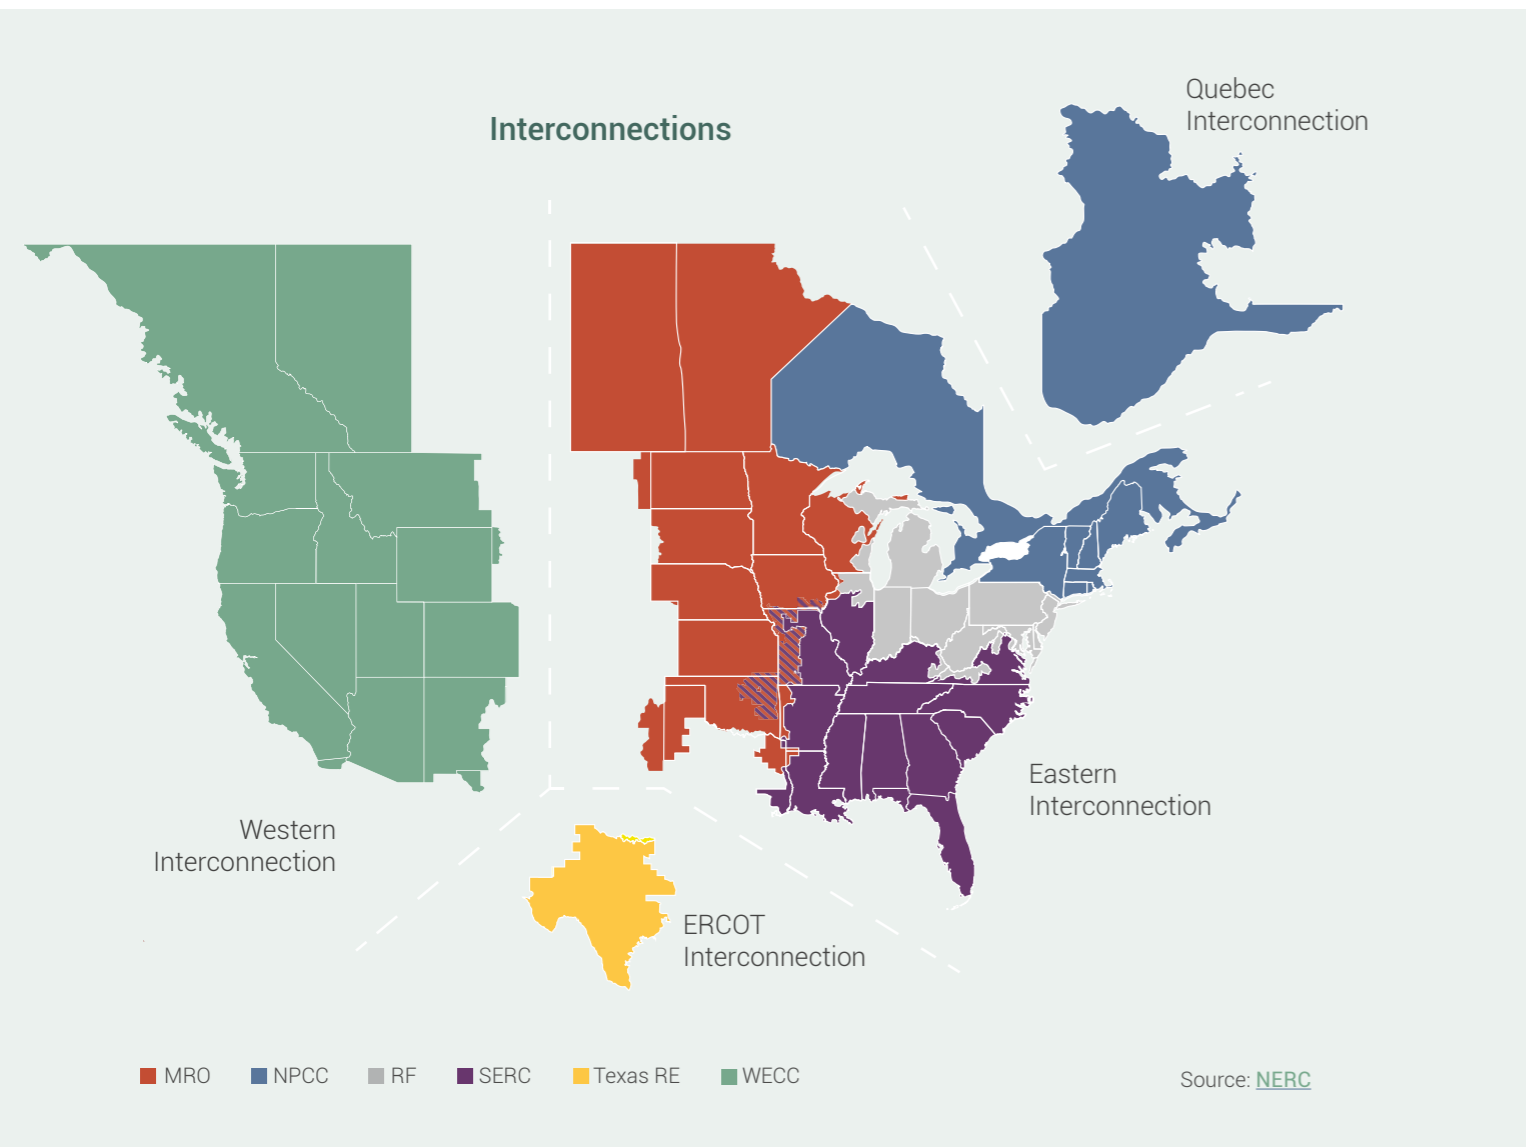 Quebec
Interconnection
Interconnections
Eastern
Interconnection
Western
Interconnection
ERCOT
Interconnection
MRO NPCC RF SERC Texas RE WECC
Source: NERC